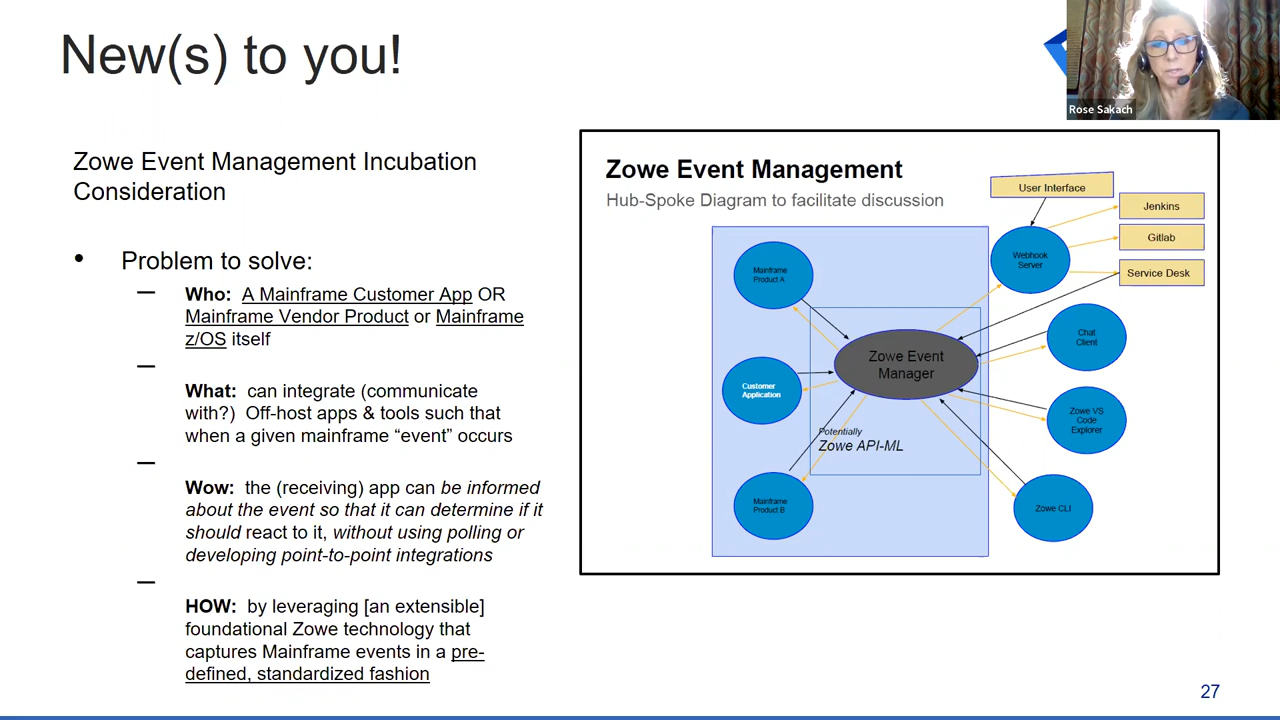 New(s) to you!
Rose Sakach
Zowe Event Management Incubation
Consideration
• Problem to solve:
— Who: A Mainframe Customer App OR
Mainframe Vendor Product or Mainframe
z/OS itself
— What: can integrate (communicate
with?) Off-host apps & tools such that
when a given mainframe “event” occurs
— Wow: the (receiving) app can be informed
about the event so that it can determine if it
should react to it, without using polling or
developing point-to-point integrations
— HOW: by leveraging [an extensible]
foundational Zowe technology that
captures Mainframe events in a pre-
defined, standardized fashion
Zowe Event Management
Hub-Spoke Diagram to facilitate discussion
User Interface
Jenkins
Gitlab
Service Desk
Webhook
Server
Mainframe
Product A
Chat
Client
Zowe Event
Manager
Customer
Application
Zowe VS
Code
Explorer
Potentially
Zowe API-ML
Mainframe
Product B
Zowe CLI
27